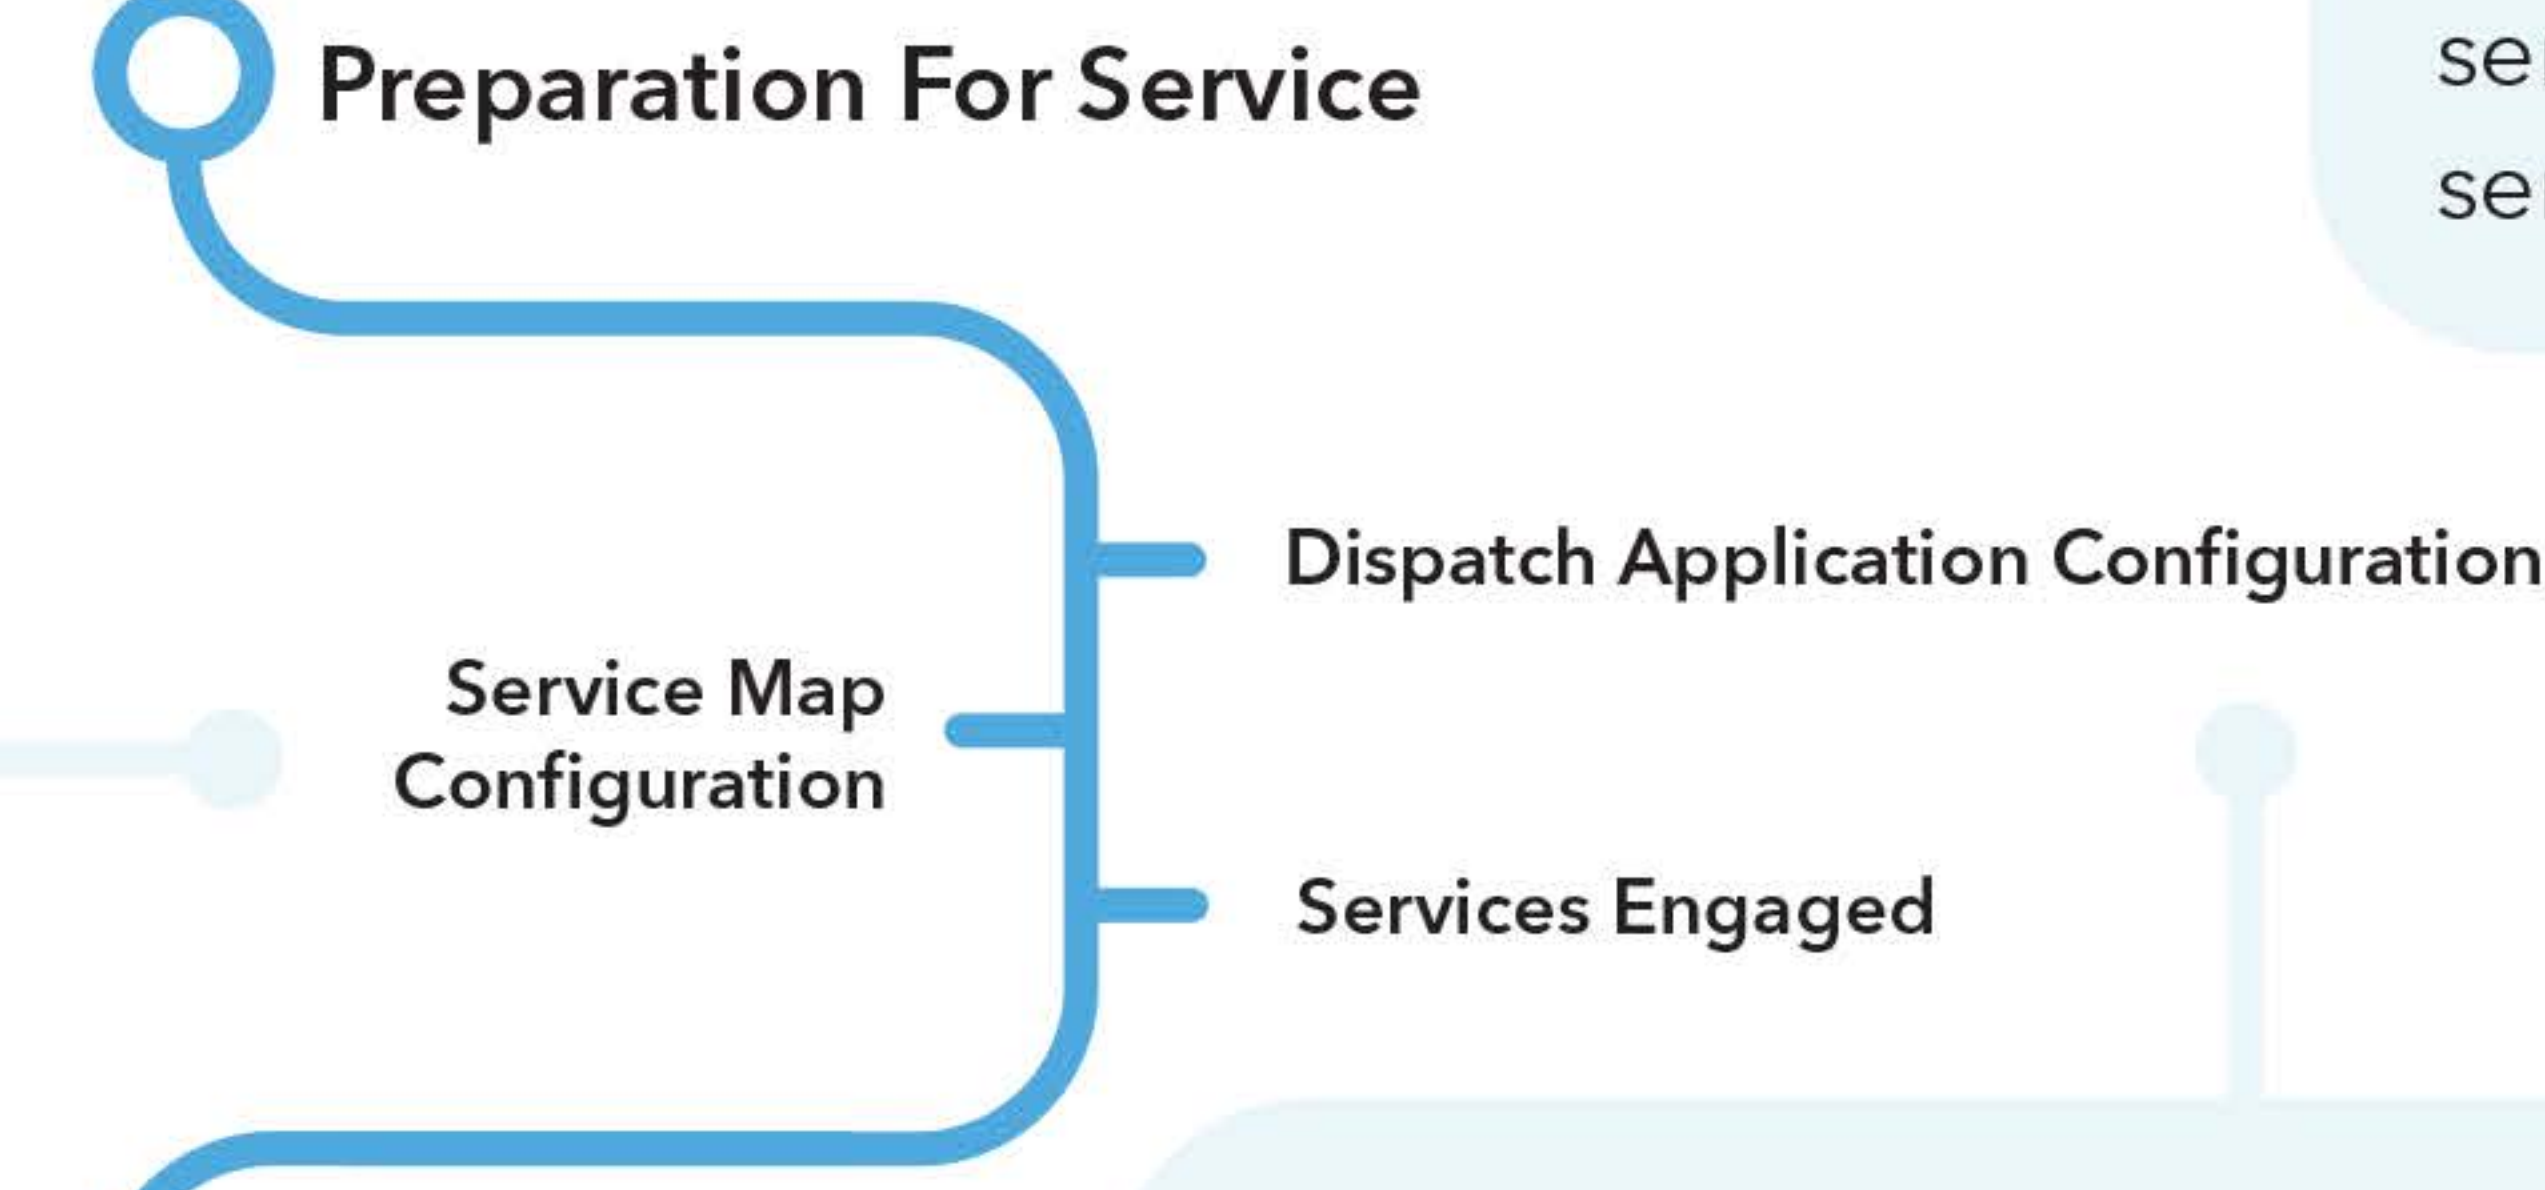 Preparation For Service
Dispatch Application Configuration
Service Map
Configuration
Services Engaged